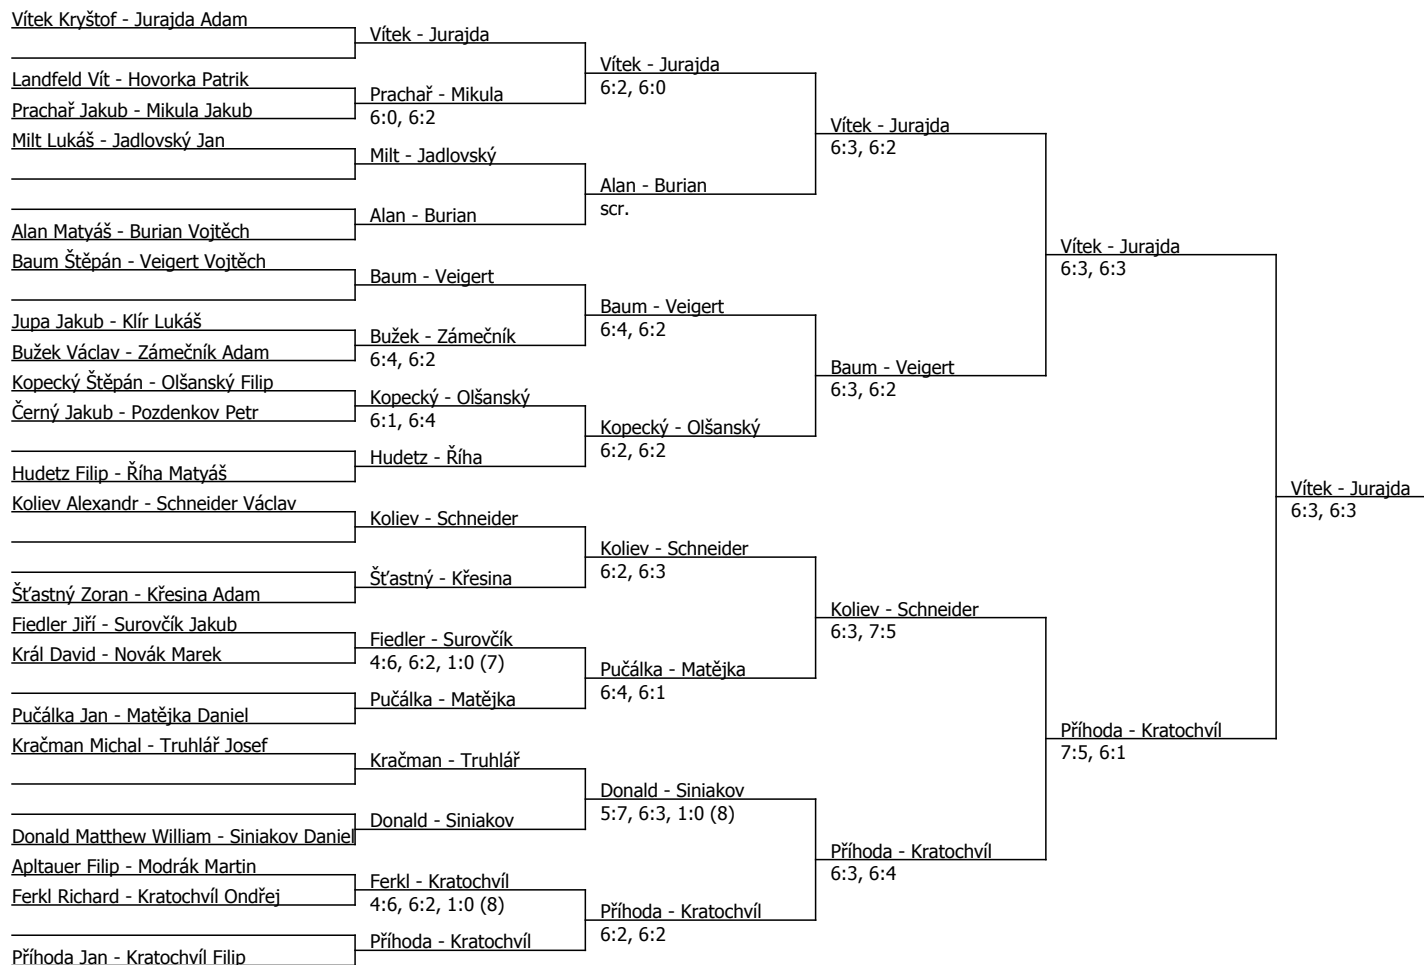 Vítek Kryštof - Jurajda Adam
Landfeld Vít - Hovorka Patrik
Prachař Jakub - Mikula Jakub
Milt Lukáš - Jadlovský Jan
Alan Matyáš - Burian Vojtěch
Baum Štěpán - Veigert Vojtěch
Jupa Jakub - Klír Lukáš
Bužek Václav - Zámečník Adam
Kopecký Štěpán - Olšanský Filip
Černý Jakub - Pozdenkov Petr
Hudetz Filip - Říha Matyáš
Koliev Alexandr - Schneider Václav
Šťastný Zoran - Křesina Adam
Fiedler Jiří - Surovčík Jakub
Král David - Novák Marek
Pučálka Jan - Matějka Daniel
Kračman Michal - Truhlář Josef
Donald Matthew William - Siniakov Daniel
Apltauer Filip - Modrák Martin
Ferkl Richard - Kratochvíl Ondřej
Příhoda Jan - Kratochvíl Filip
Vítek - Jurajda
Prachař - Mikula
6:0, 6:2
Milt - Jadlovský
Alan - Burian
Baum - Veigert
Bužek - Zámečník
6:4, 6:2
Kopecký - Olšanský
6:1, 6:4
Hudetz - Říha
Koliev - Schneider
Šťastný - Křesina
Fiedler - Surovčík
4:6, 6:2, 1:0 (7)
Pučálka - Matějka
Kračman - Truhlář
Donald - Siniakov
Ferkl - Kratochvíl
4:6, 6:2, 1:0 (8)
Příhoda - Kratochvíl
Vítek - Jurajda
6:2, 6:0
Alan - Burian
scr.
Baum - Veigert
6:4, 6:2
Kopecký - Olšanský
6:2, 6:2
Koliev - Schneider
6:2, 6:3
Pučálka - Matějka
6:4, 6:1
Donald - Siniakov
5:7, 6:3, 1:0 (8)
Příhoda - Kratochvíl
6:2, 6:2
Vítek - Jurajda
6:3, 6:2
Baum - Veigert
6:3, 6:2
Koliev - Schneider
6:3, 7:5
Příhoda - Kratochvíl
6:3, 6:4
Vítek - Jurajda
6:3, 6:3
Příhoda - Kratochvíl
7:5, 6:1
Vítek - Jurajda
6:3, 6:3